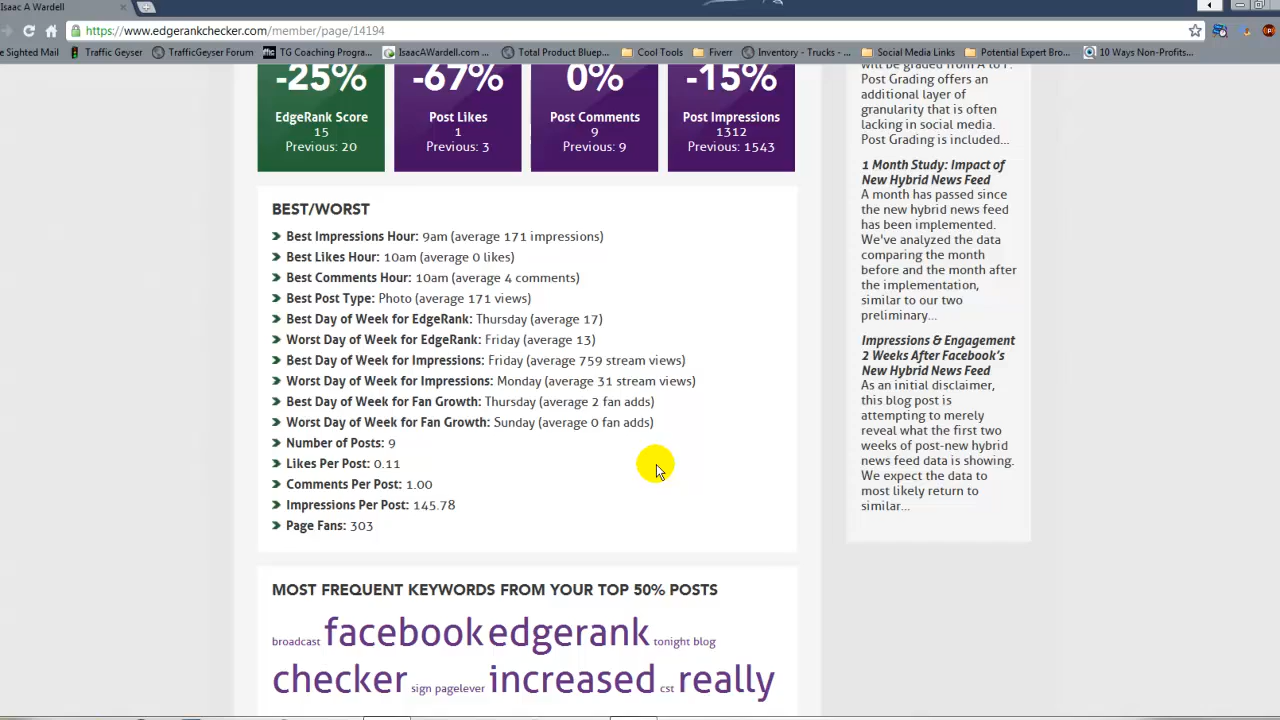 Isaac A Wardell
https://www.edgerankchecker.com/member/page/14194
e Sighted Mail
Traffic Geyser
TrafficGeyser Forum
TG Coaching Progra...
IsaacAWardell.com ...
Total Product Bluep...
Cool Tools
Fiverr
Inventory - Trucks - ...
Social Media Links
Potential Expert Bro...
10 Ways Non-Profits...
-25%
EdgeRank Score
15
Previous: 20
-67%
Post Likes
1
Previous: 3
0%
Post Comments
9
Previous: 9
-15%
Post Impressions
1312
Previous: 1543
BEST/WORST
Best Impressions Hour: 9am (average 171 impressions)
Best Likes Hour: 10am (average 0 likes)
Best Comments Hour: 10am (average 4 comments)
Best Post Type: Photo (average 171 views)
Best Day of Week for EdgeRank: Thursday (average 17)
Worst Day of Week for EdgeRank: Friday (average 13)
Best Day of Week for Impressions: Friday (average 759 stream views)
Worst Day of Week for Impressions: Monday (average 31 stream views)
Best Day of Week for Fan Growth: Thursday (average 2 fan adds)
Worst Day of Week for Fan Growth: Sunday (average 0 fan adds)
Number of Posts: 9
Likes Per Post: 0.11
Comments Per Post: 1.00
Impressions Per Post: 145.78
Page Fans: 303
MOST FREQUENT KEYWORDS FROM YOUR TOP 50% POSTS
broadcast facebook edgerank tonight blog
checker sign pagelever increased cst really
will be graded from A to F.
Post Grading offers an
additional layer of
granularity that is often
lacking in social media.
Post Grading is included...
1 Month Study: Impact of
New Hybrid News Feed
A month has passed since
the new hybrid news feed
has been implemented.
We've analyzed the data
comparing the month
before and the month after
the implementation,
similar to our two
preliminary...
Impressions & Engagement
2 Weeks After Facebook's
New Hybrid News Feed
As an initial disclaimer,
this blog post is
attempting to merely
reveal what the first two
weeks of post-new hybrid
news feed data is showing.
We expect the data to
most likely return to
similar...